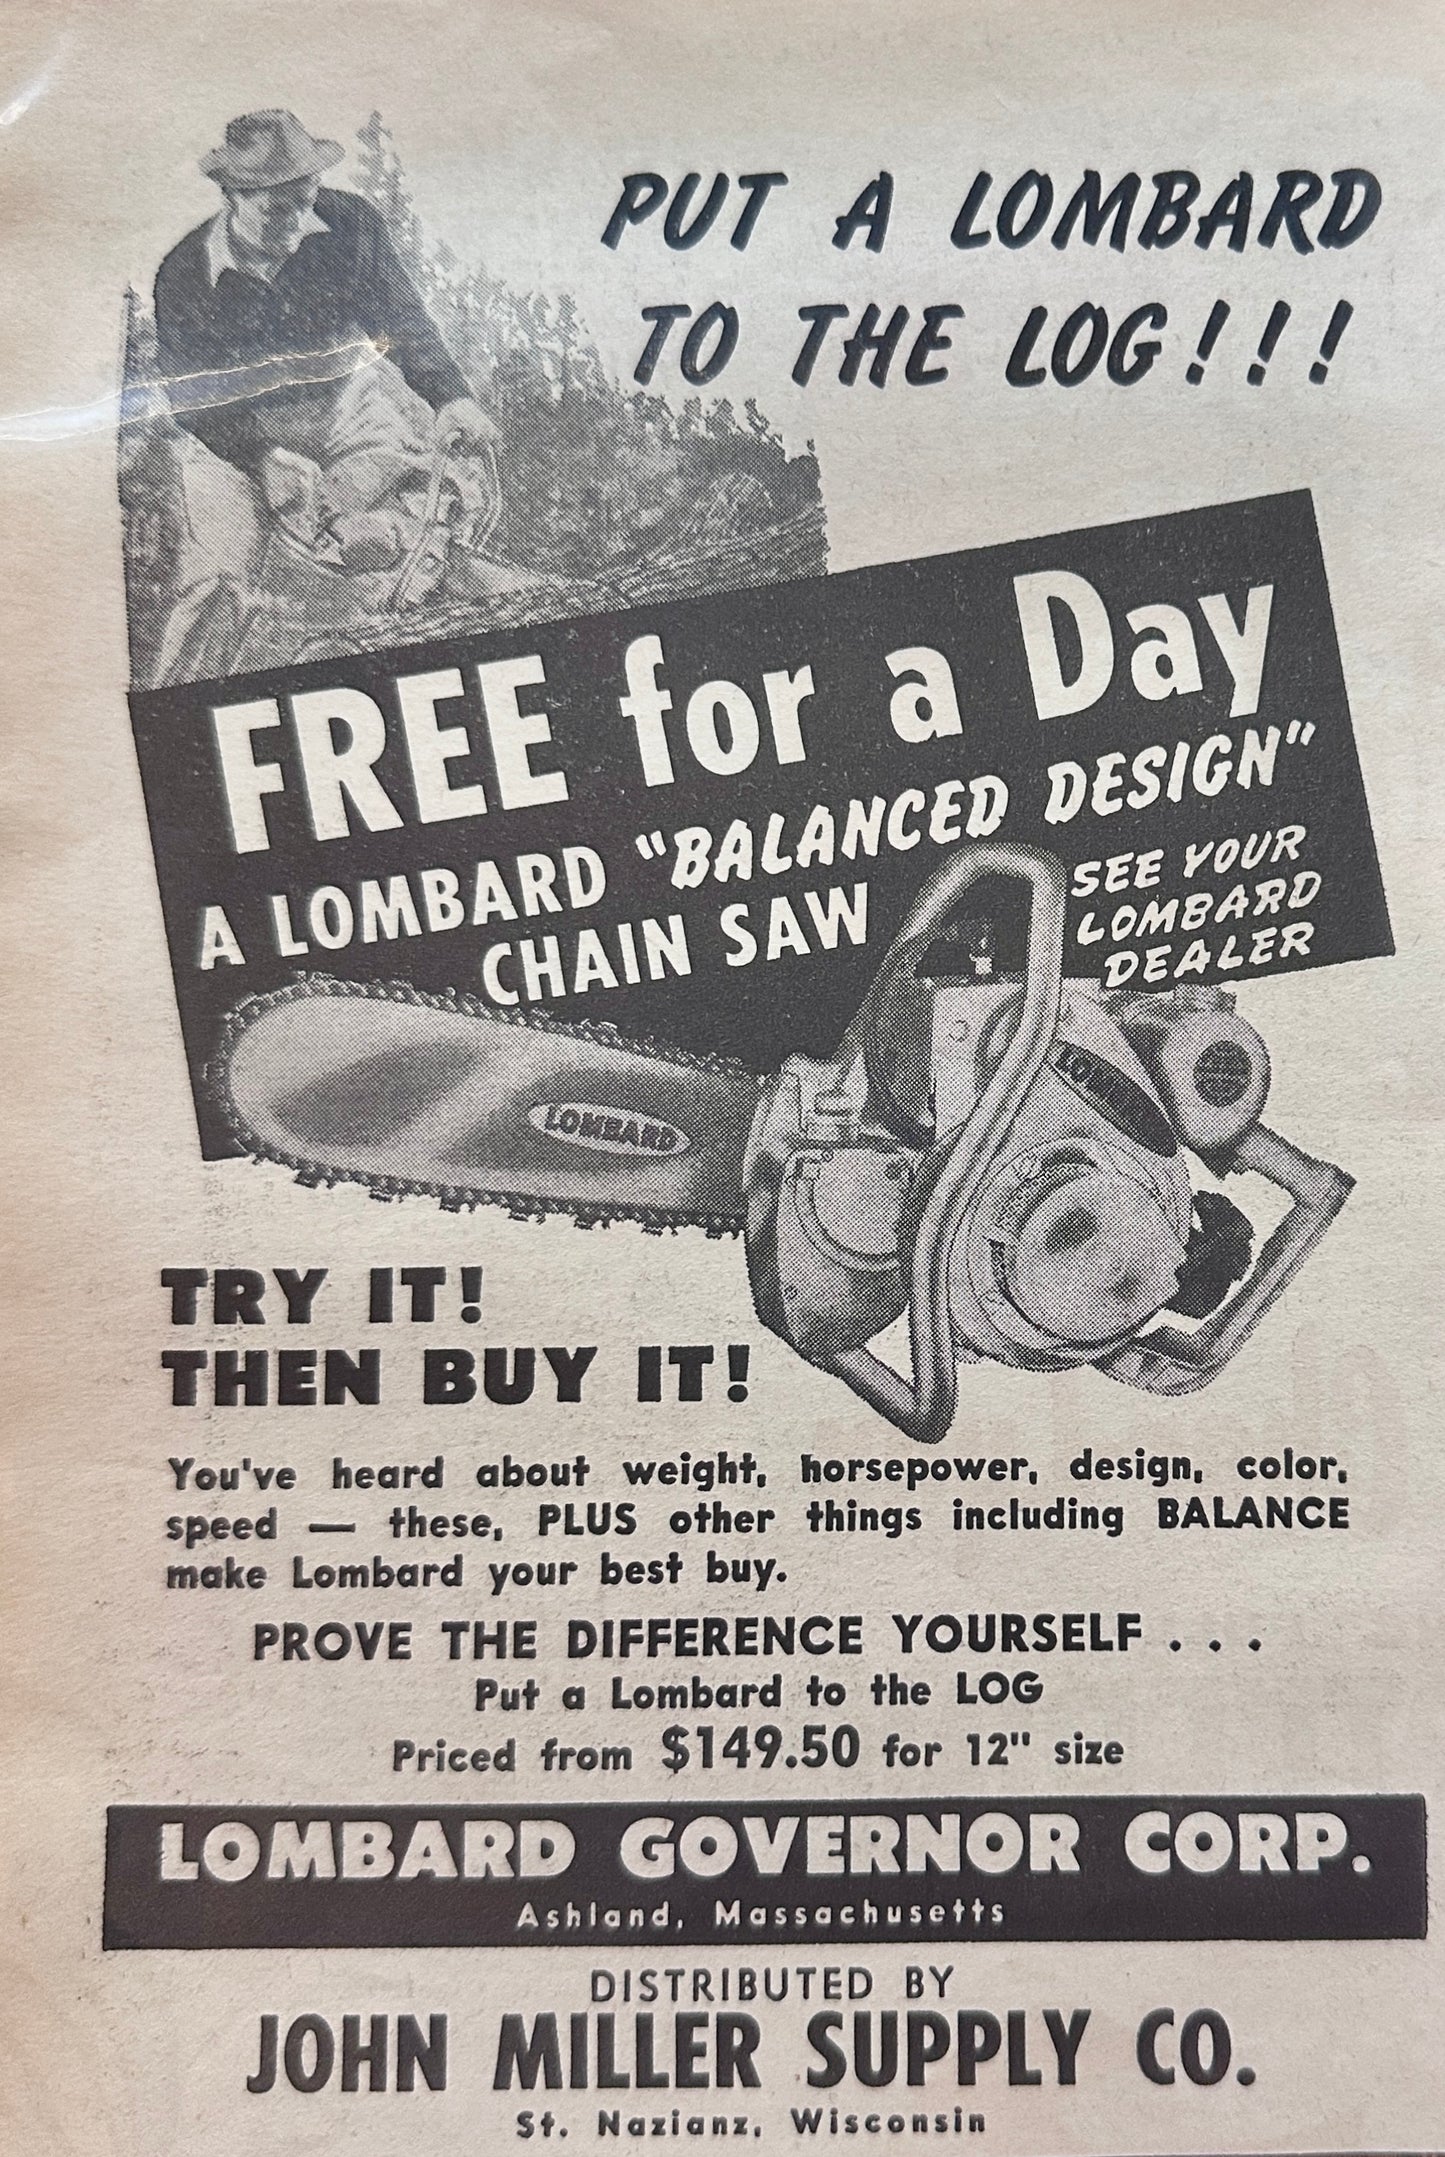 PUT A LOMBARD
TO THE LOG!!!
FREE for a Day
A LOMBARD "BALANCED DESIGN"
CHAIN SAW
SEE YOUR
LOMBARD
DEALER
LOMBARD
TRY IT!
THEN BUY IT!
You've heard about weight, horsepower, design, color,
speed — these, PLUS other things including BALANCE
make Lombard your best buy.
PROVE THE DIFFERENCE YOURSELF . . .
Put a Lombard to the LOG
Priced from $149.50 for 12" size
LOMBARD GOVERNOR CORP.
Ashland, Massachusetts
DISTRIBUTED BY
JOHN MILLER SUPPLY CO.
St. Nazianz, Wisconsin